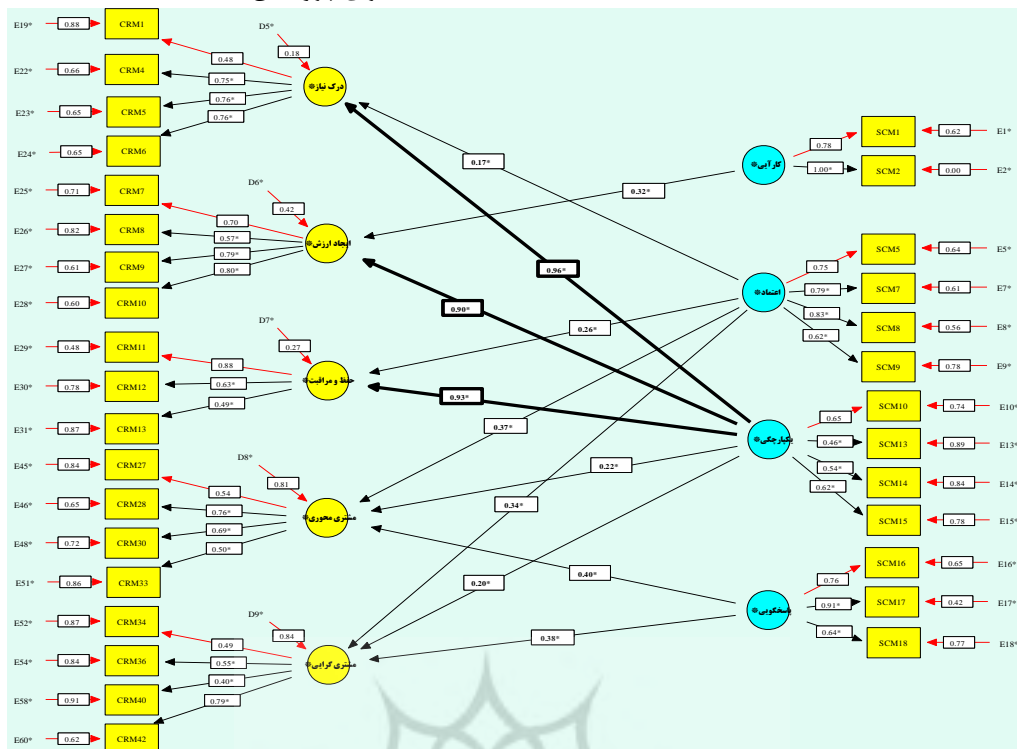 E19* 0.88 CRM1
E22* 0.66 CRM4
E23* 0.65 CRM5
E24* 0.65 CRM6
E25* 0.71 CRM7
E26* 0.82 CRM8
E27* 0.61 CRM9
E28* 0.60 CRM10
E29* 0.48 CRM11
E30* 0.78 CRM12
E31* 0.87 CRM13
E45* 0.84 CRM27
E46* 0.65 CRM28
E48* 0.72 CRM30
E51* 0.86 CRM33
E52* 0.87 CRM34
E54* 0.84 CRM36
E58* 0.91 CRM40
E60* 0.62 CRM42
D5*
0.18
0.48
0.75*
0.76*
0.76*
درک نیاز*
D6*
0.42
0.70
0.57*
0.79*
0.80*
ایجاد ارزش*
D7*
0.27
0.88
0.63*
0.49*
حفظ و مراقبت*
D8*
0.81
0.54
0.76*
0.69*
0.50*
مشتری محوری*
D9*
0.84
0.49
0.55*
0.40*
0.79*
مشتری گرایی*
0.17*
0.32*
0.96*
0.90*
0.26*
0.93*
0.37*
0.22*
0.34*
0.40*
0.20*
0.38*
کارآیی*
0.78
1.00*
اعتماد*
0.75
0.79*
0.83*
0.62*
یکپارچگی*
0.65
0.46*
0.54*
0.62*
پاسخگویی*
0.76
0.91*
0.64*
SCM1 0.62 E1*
SCM2 0.00 E2*
SCM5 0.64 E5*
SCM7 0.61 E7*
SCM8 0.56 E8*
SCM9 0.78 E9*
SCM10 0.74 E10*
SCM13 0.89 E13*
SCM14 0.84 E14*
SCM15 0.78 E15*
SCM16 0.65 E16*
SCM17 0.42 E17*
SCM18 0.77 E18*